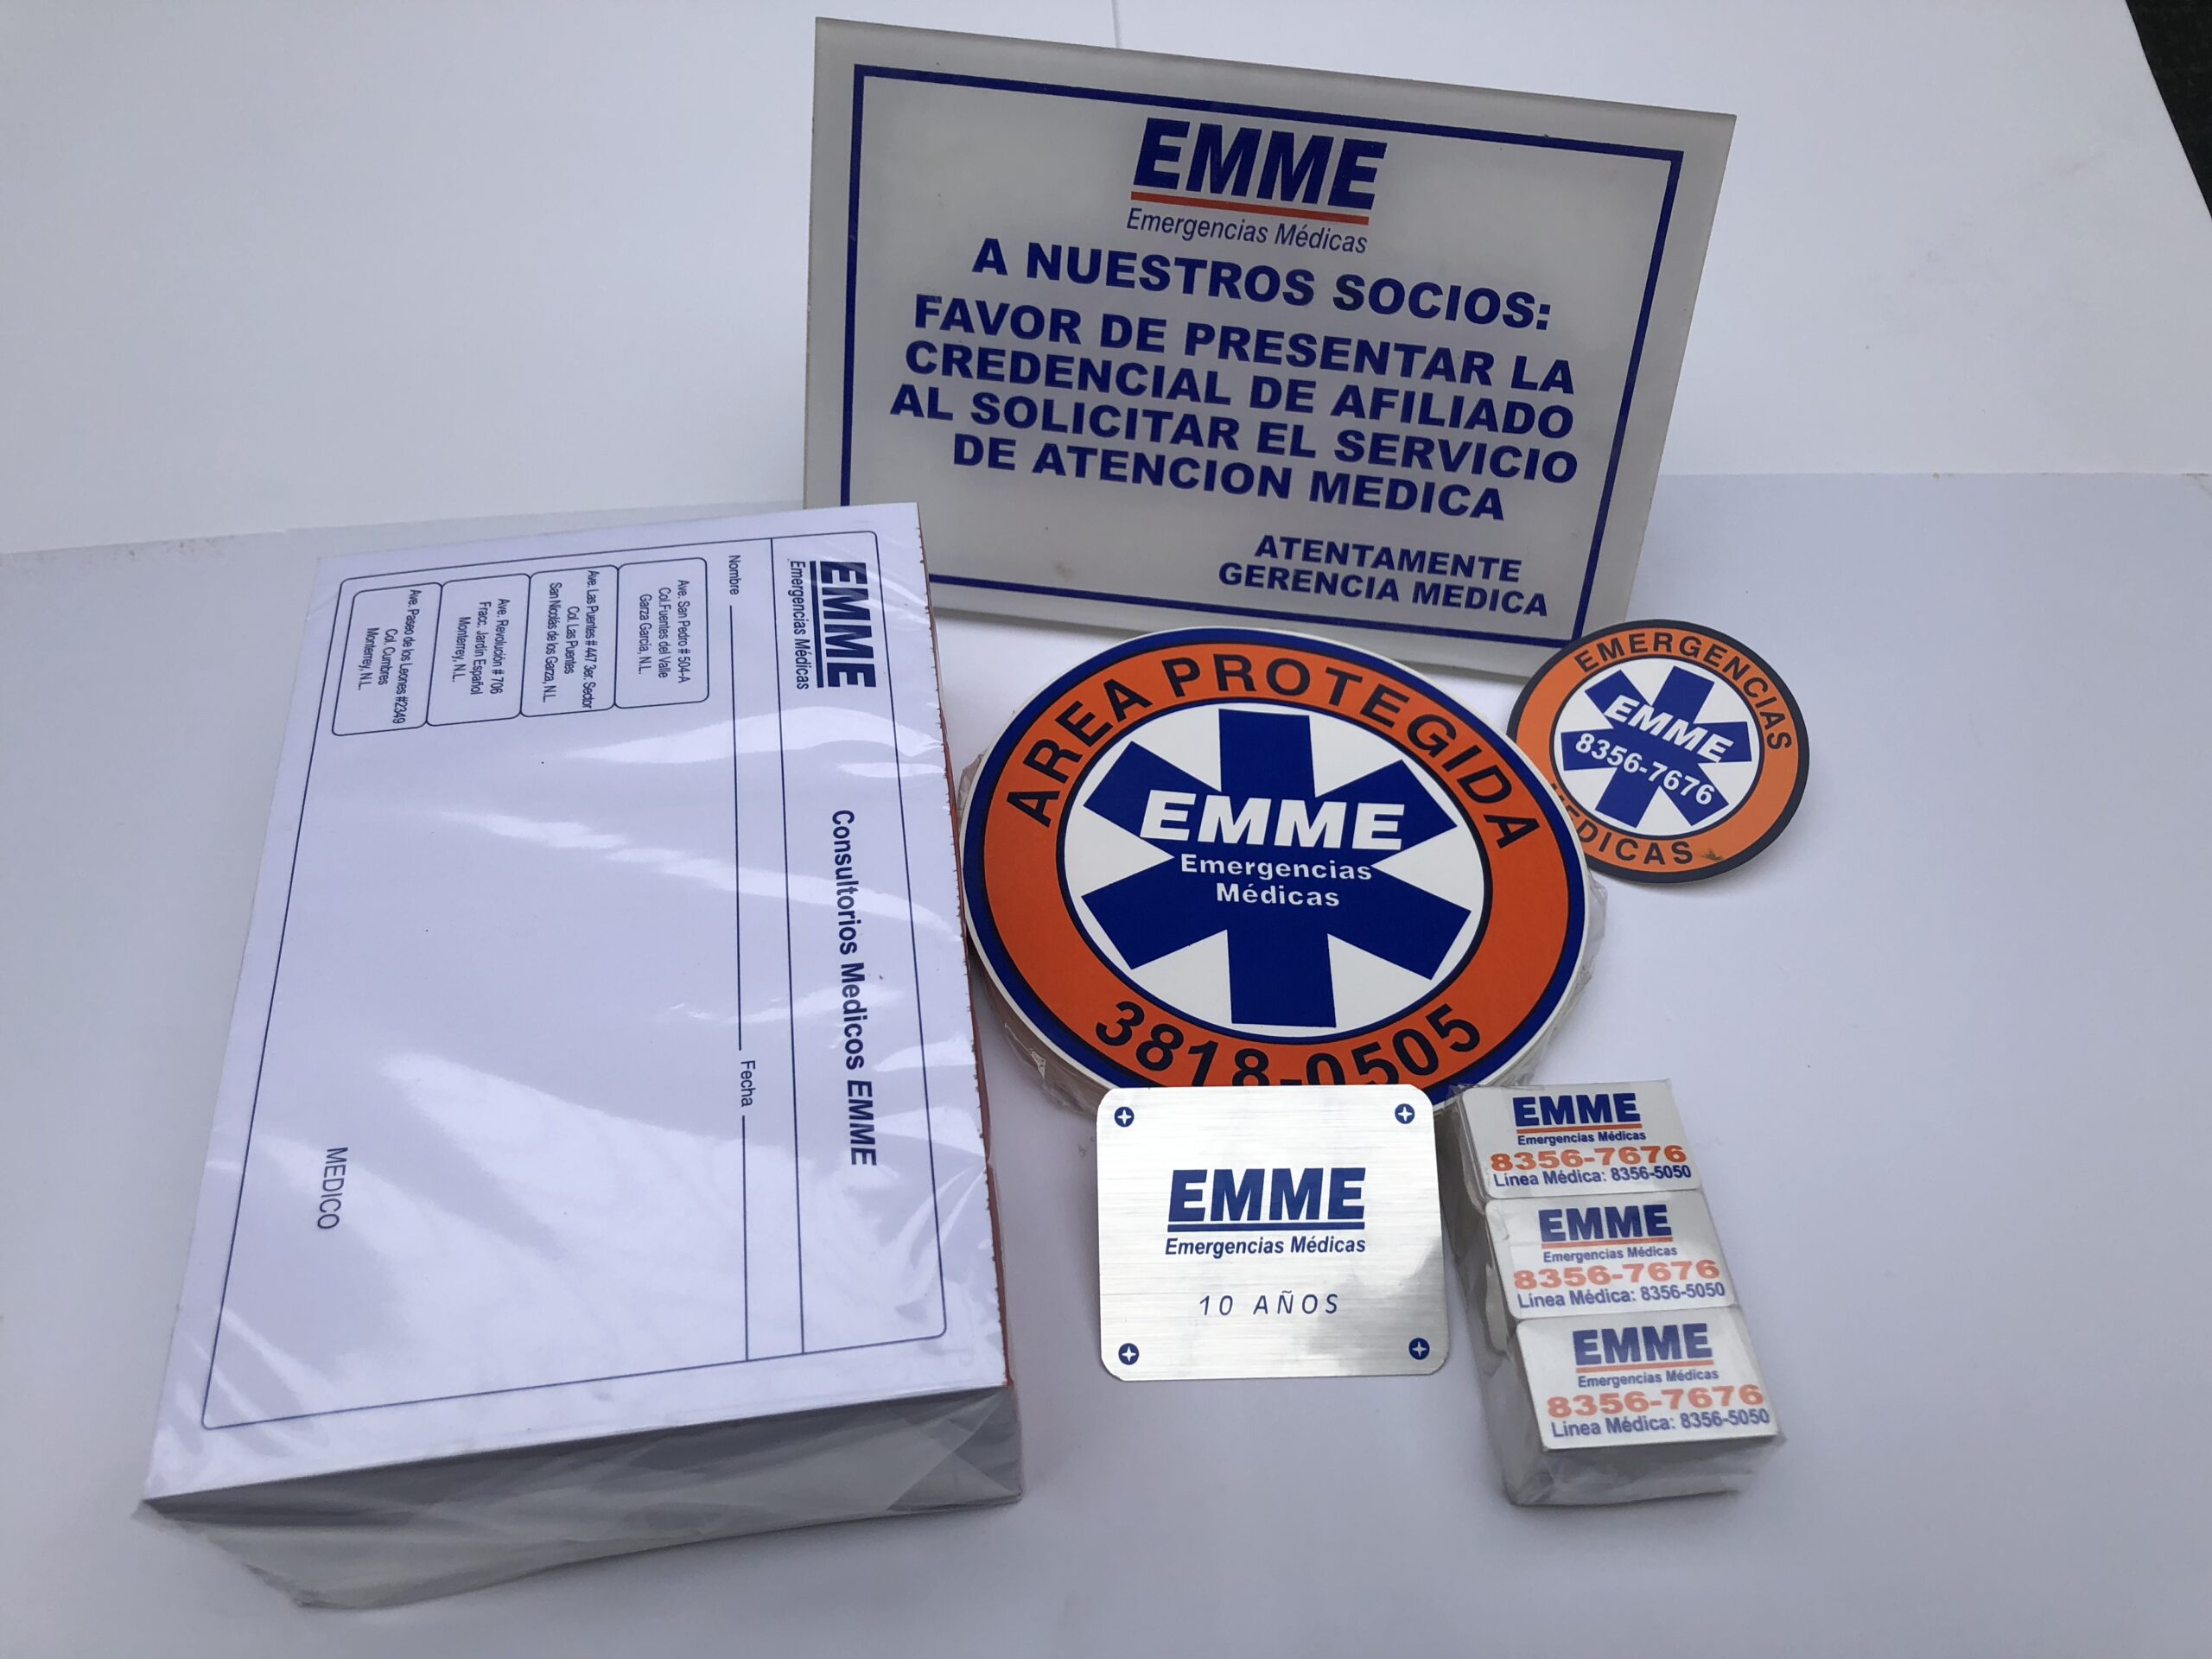 EMME
Emergencias Médicas
A NUESTROS SOCIOS:
FAVOR DE PRESENTAR LA
CREDENCIAL DE AFILIADO
AL SOLICITAR EL SERVICIO
DE ATENCION MEDICA
ATENTAMENTE
GERENCIA MEDICA
EMME
Emergencias Médicas
Consultorios Medicos EMME
Nombre
Fecha
Ave. San Pedro # 504-A
Col.Fuentes del Valle
Garza García, N.L.
Ave. Las Puentes # 447 3er. Sector
Col. Las Puentes
San Nicolás de los Garza, N.L.
Ave. Revolución # 706
Fracc. Jardín Español
Monterrey, N.L.
Ave. Paseo de los Leones #2349
Col. Cumbres
Monterrey, N.L.
MEDICO
AREA PROTEGIDA
EMME
Emergencias
Médicas
3818-0505
EMERGENCIAS
EMME
8356-7676
MEDICAS
EMME
Emergencias Médicas
10 AÑOS
EMME
Emergencias Médicas
8356-7676
Línea Médica: 8356-5050
EMME
Emergencias Médicas
8356-7676
Línea Médica: 8356-5050
EMME
Emergencias Médicas
8356-7676
Línea Médica: 8356-5050